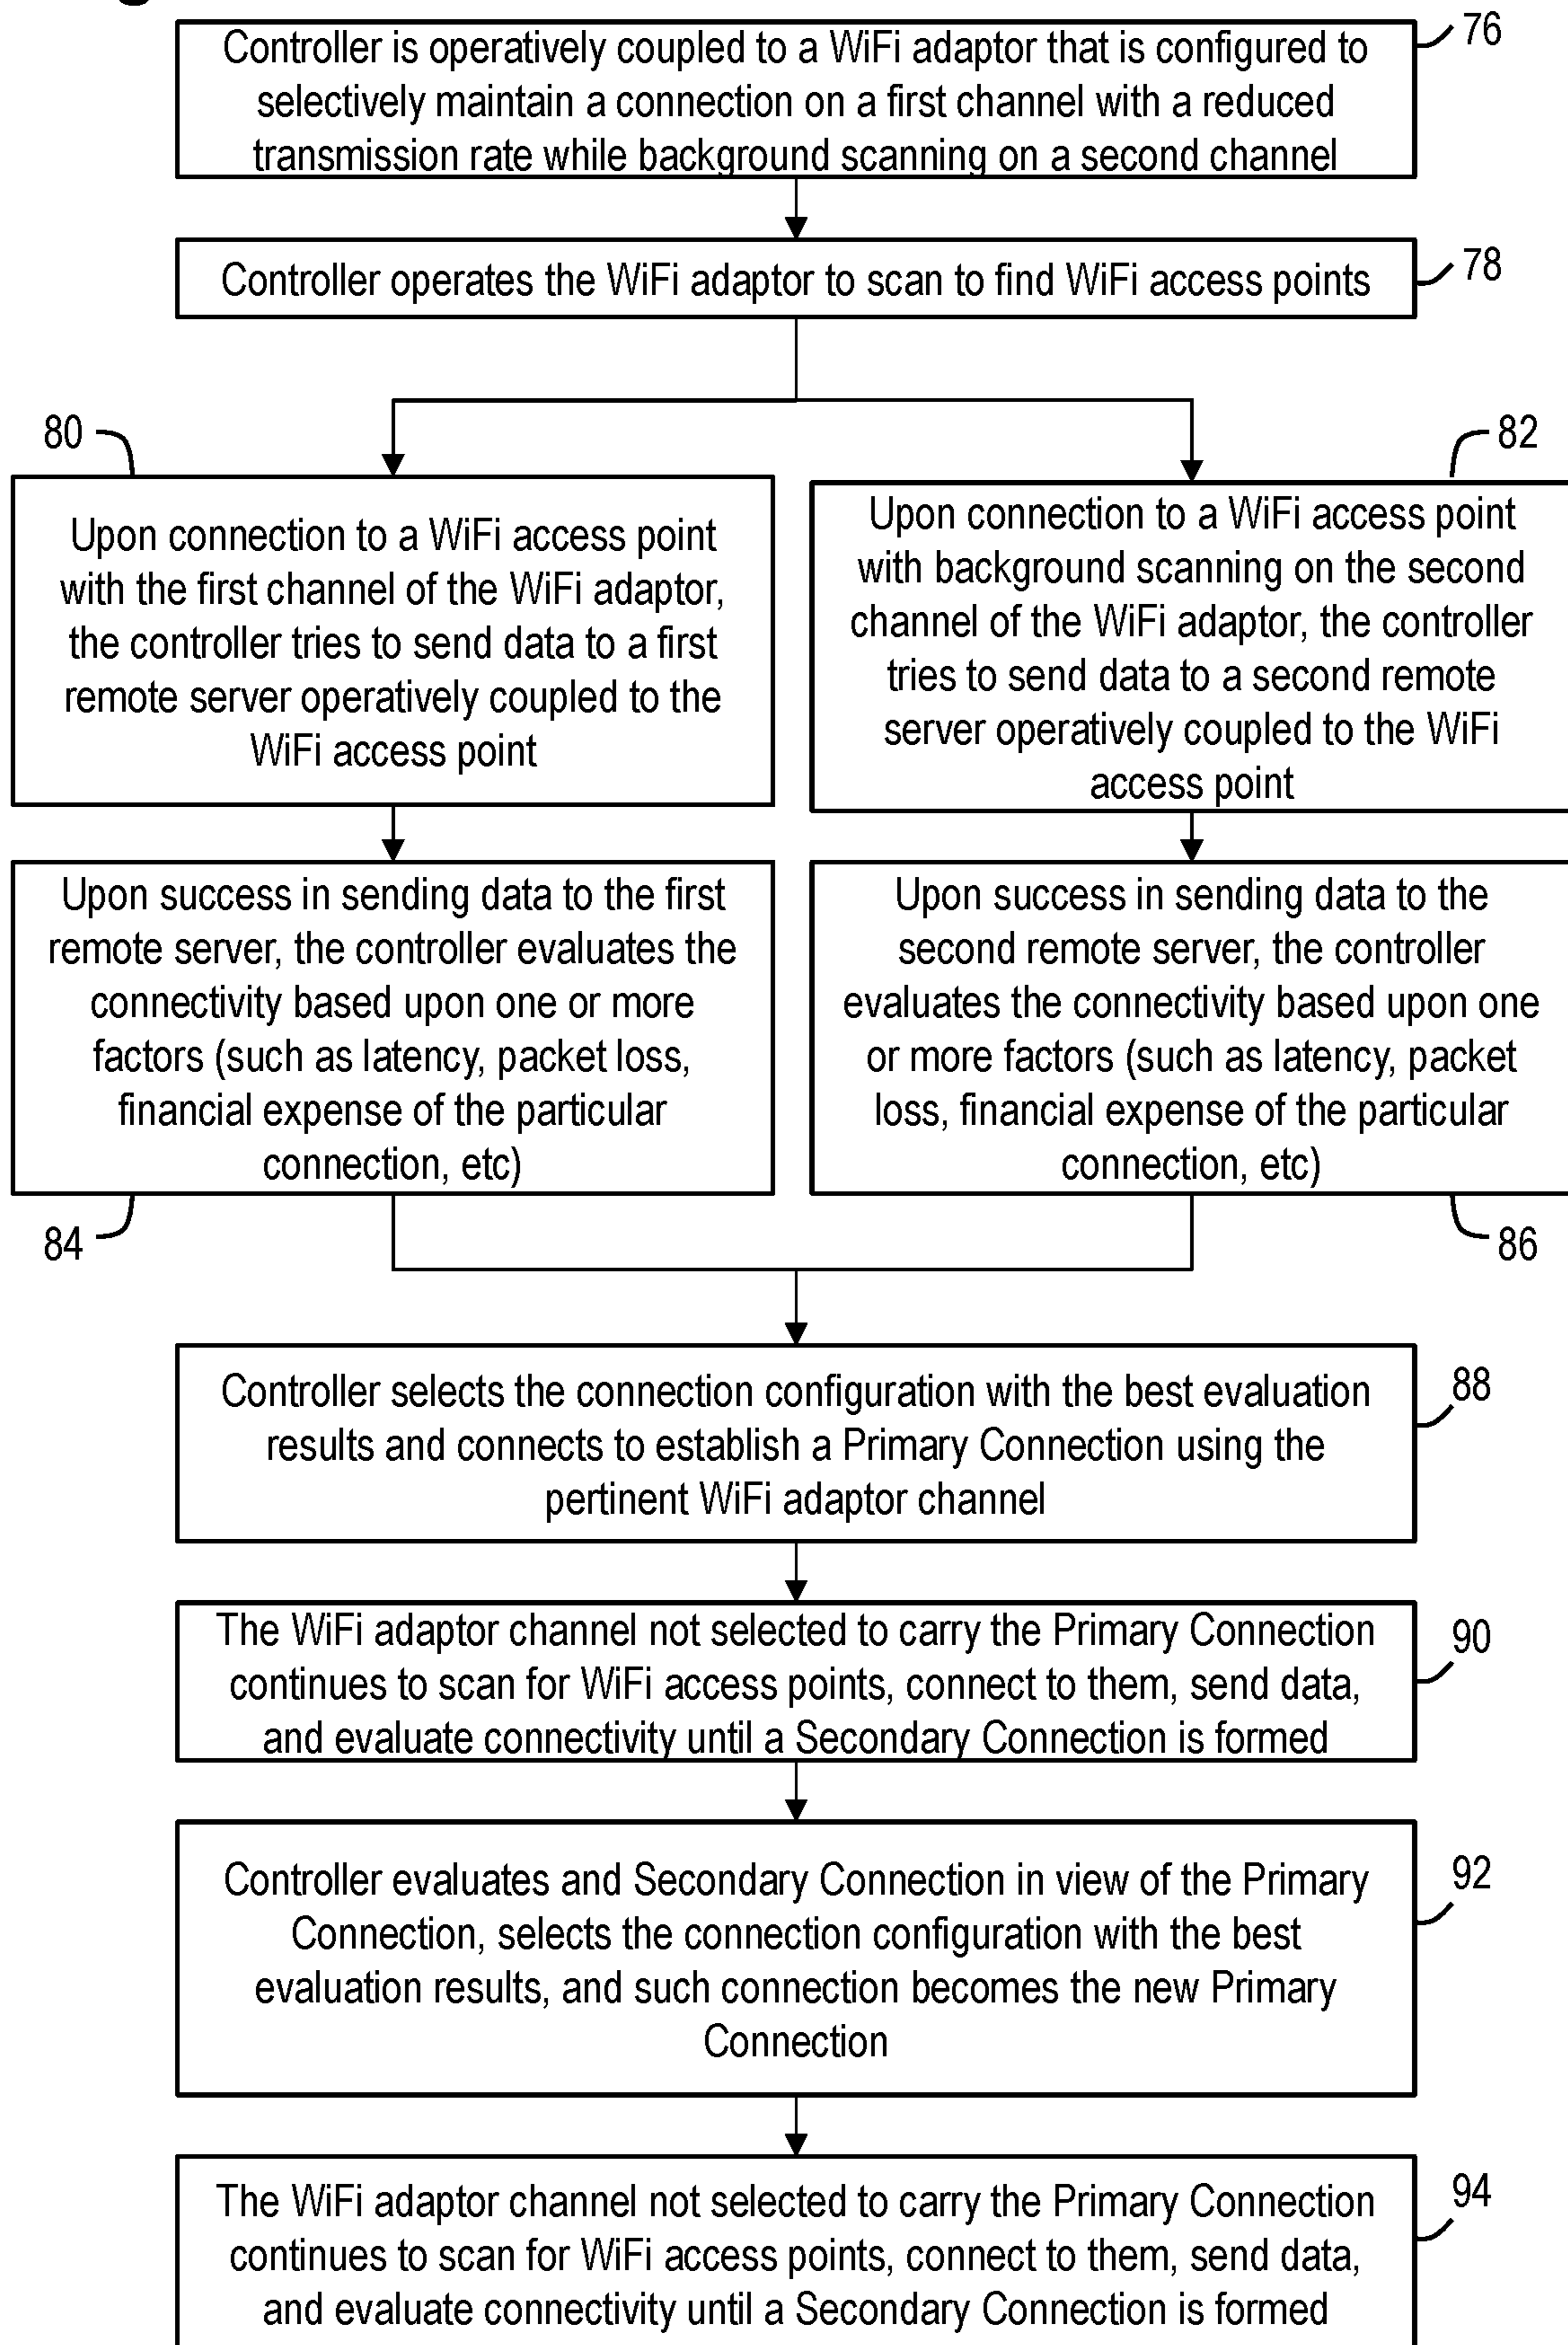 76
Controller is operatively coupled to a WiFi adaptor that is configured to
selectively maintain a connection on a first channel with a reduced
transmission rate while background scanning on a second channel
78
Controller operates the WiFi adaptor to scan to find WiFi access points
80
Upon connection to a WiFi access point
with the first channel of the WiFi adaptor,
the controller tries to send data to a first
remote server operatively coupled to the
WiFi access point
82
Upon connection to a WiFi access point
with background scanning on the second
channel of the WiFi adaptor, the controller
tries to send data to a second remote
server operatively coupled to the WiFi
access point
Upon success in sending data to the first
remote server, the controller evaluates the
connectivity based upon one or more
factors (such as latency, packet loss,
financial expense of the particular
connection, etc)
84
Upon success in sending data to the
second remote server, the controller
evaluates the connectivity based upon one
or more factors (such as latency, packet
loss, financial expense of the particular
connection, etc)
86
Controller selects the connection configuration with the best evaluation
results and connects to establish a Primary Connection using the
pertinent WiFi adaptor channel
88
The WiFi adaptor channel not selected to carry the Primary Connection
continues to scan for WiFi access points, connect to them, send data,
and evaluate connectivity until a Secondary Connection is formed
90
Controller evaluates and Secondary Connection in view of the Primary
Connection, selects the connection configuration with the best
evaluation results, and such connection becomes the new Primary
Connection
92
The WiFi adaptor channel not selected to carry the Primary Connection
continues to scan for WiFi access points, connect to them, send data,
and evaluate connectivity until a Secondary Connection is formed
94